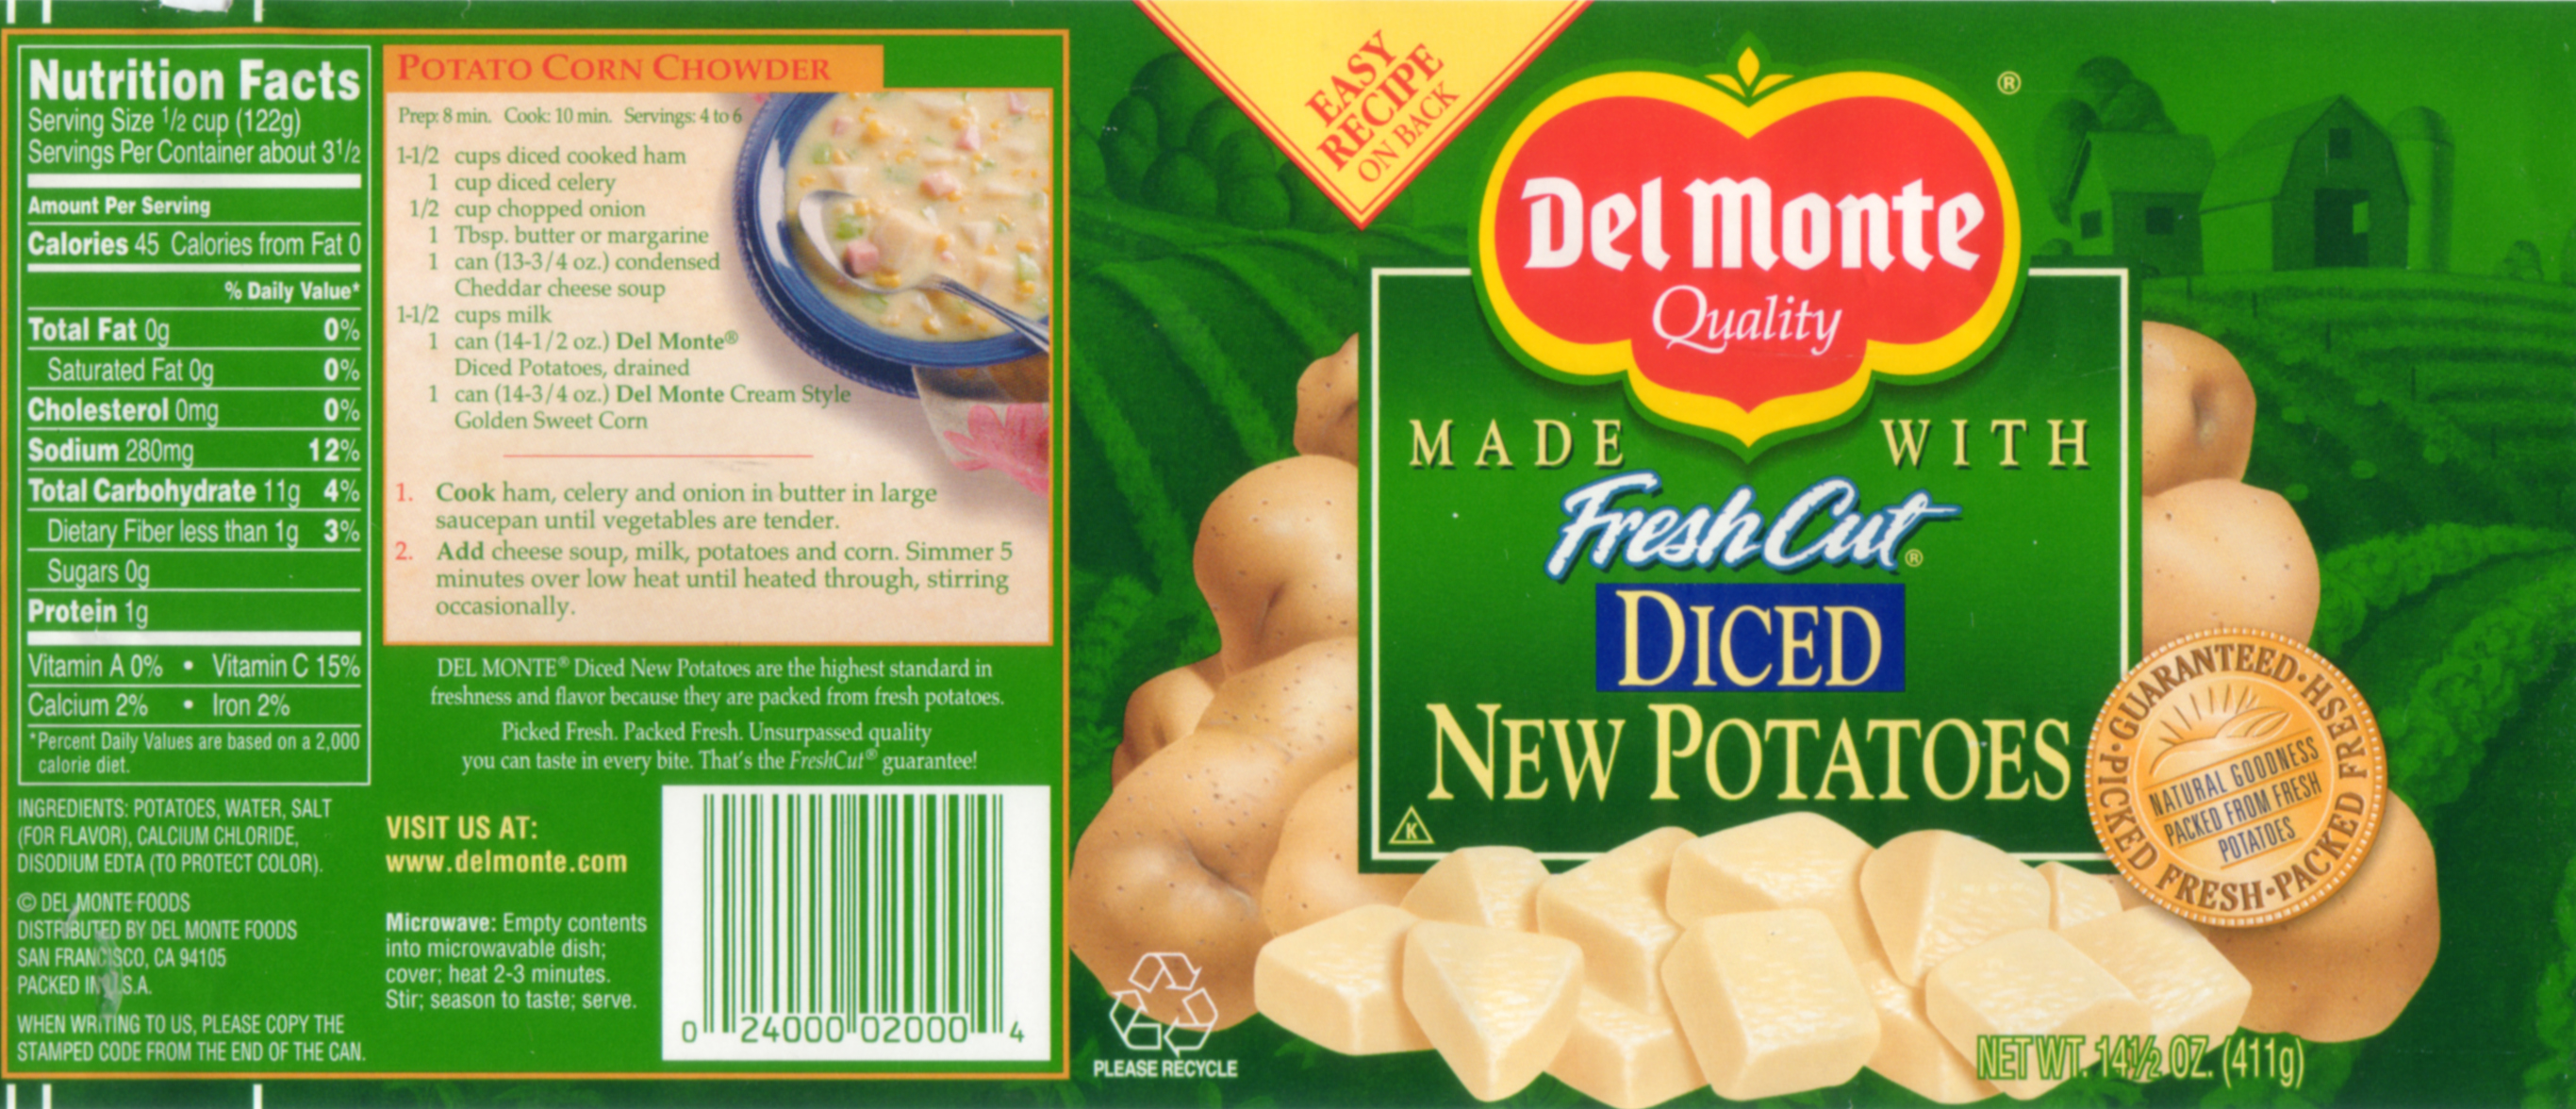 Nutrition Facts
Serving Size 1/2 cup (122g)
Servings Per Container about 3 1/2
Amount Per Serving
Calories 45 Calories from Fat 0
% Daily Value*
Total Fat 0g 0%
Saturated Fat 0g 0%
Cholesterol 0mg 0%
Sodium 280mg 12%
Total Carbohydrate 11g 4%
Dietary Fiber less than 1g 3%
Sugars 0g
Protein 1g
Vitamin A 0% • Vitamin C 15%
Calcium 2% • Iron 2%
*Percent Daily Values are based on a 2,000
calorie diet.
INGREDIENTS: POTATOES, WATER, SALT
(FOR FLAVOR), CALCIUM CHLORIDE,
DISODIUM EDTA (TO PROTECT COLOR).
© DEL MONTE FOODS
DISTRIBUTED BY DEL MONTE FOODS
SAN FRANCISCO, CA 94105
PACKED IN U.S.A.
WHEN WRITING TO US, PLEASE COPY THE
STAMPED CODE FROM THE END OF THE CAN.
POTATO CORN CHOWDER
Prep: 8 min. Cook: 10 min. Servings: 4 to 6
1-1/2 cups diced cooked ham
1 cup diced celery
1/2 cup chopped onion
1 Tbsp. butter or margarine
1 can (13-3/4 oz.) condensed
Cheddar cheese soup
1-1/2 cups milk
1 can (14-1/2 oz.) Del Monte®
Diced Potatoes, drained
1 can (14-3/4 oz.) Del Monte Cream Style
Golden Sweet Corn
1. Cook ham, celery and onion in butter in large
saucepan until vegetables are tender.
2. Add cheese soup, milk, potatoes and corn. Simmer 5
minutes over low heat until heated through, stirring
occasionally.
DEL MONTE® Diced New Potatoes are the highest standard in
freshness and flavor because they are packed from fresh potatoes.
Picked Fresh. Packed Fresh. Unsurpassed quality
you can taste in every bite. That's the FreshCut® guarantee!
VISIT US AT:
www.delmonte.com
Microwave: Empty contents
into microwavable dish;
cover; heat 2-3 minutes.
Stir; season to taste; serve.
0 24000 02000 4
EASY
RECIPE
ON BACK
®
Del Monte
Quality
MADE WITH
FreshCut®
DICED
NEW POTATOES
K
GUARANTEED • PICKED FRESH • PACKED FRESH
NATURAL GOODNESS
PACKED FROM FRESH
POTATOES
PLEASE RECYCLE
NET WT. 14 1/2 OZ. (411g)